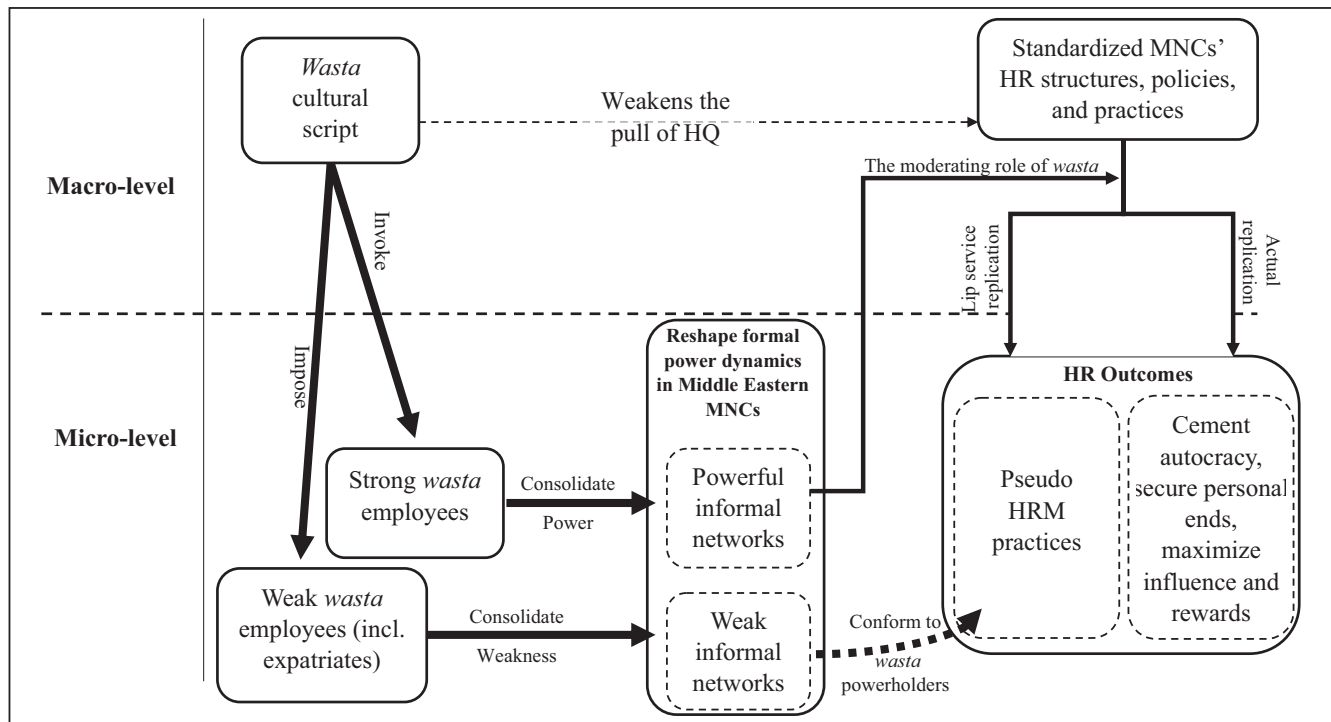 Wasta
cultural
script
Weakens the
pull of HQ
Standardized MNCs’
HR structures, policies,
and practices
The moderating role of wasta
Macro-level
Invoke
Impose
Lip service
replication
Actual
replication
Micro-level
Reshape formal
power dynamics
in Middle Eastern
MNCs
Strong wasta
employees
Consolidate
Power
Powerful
informal
networks
Weak wasta
employees (incl.
expatriates)
Consolidate
Weakness
Weak
informal
networks
Conform to
wasta
powerholders
HR Outcomes
Pseudo
HRM
practices
Cement
autocracy,
secure personal
ends,
maximize
influence and
rewards